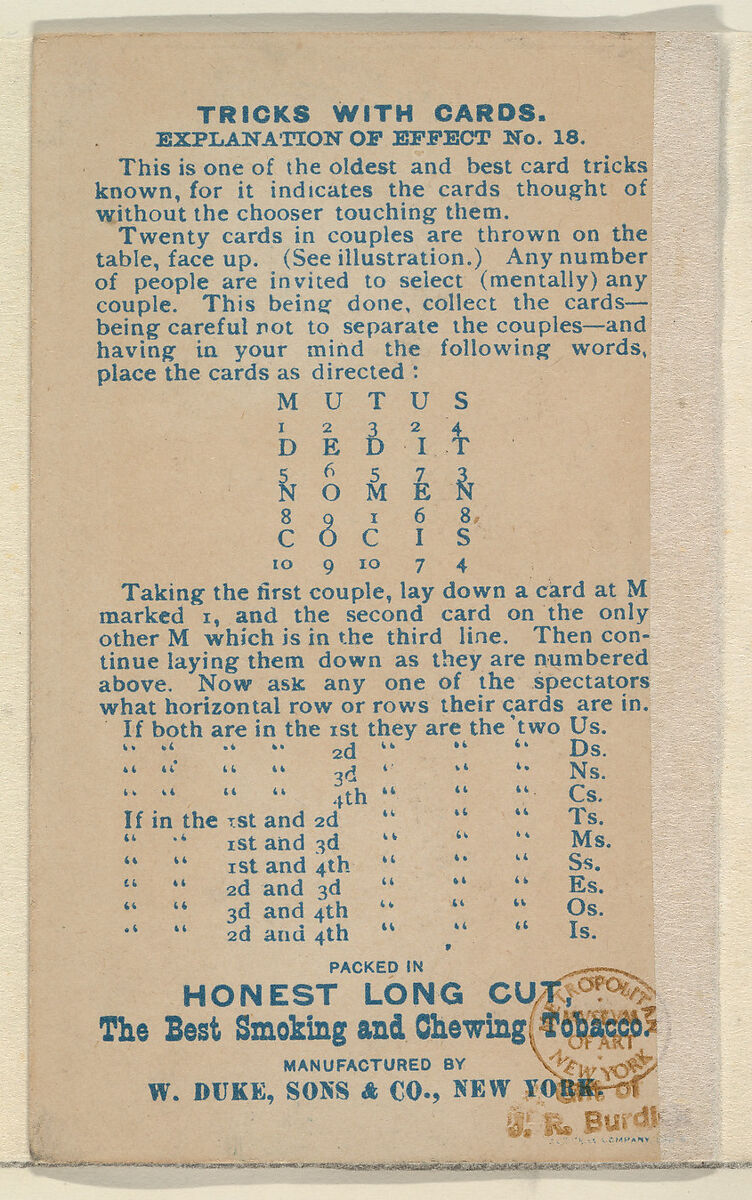 TRICKS WITH CARDS.
EXPLANATION OF EFFECT No. 18.
This is one of the oldest and best card tricks
known, for it indicates the cards thought of
without the chooser touching them.
Twenty cards in couples are thrown on the
table, face up. (See illustration.) Any number
of people are invited to select (mentally) any
couple. This being done, collect the cards—
being careful not to separate the couples—and
having in your mind the following words,
place the cards as directed :
M U T U S
1 2 3 2 4
D E D I T
5 6 5 7 3
N O M E N
8 9 1 6 8
C O C I S
10 9 10 7 4
Taking the first couple, lay down a card at M
marked 1, and the second card on the only
other M which is in the third line. Then con-
tinue laying them down as they are numbered
above. Now ask any one of the spectators
what horizontal row or rows their cards are in.
If both are in the 1st they are the two Us.
“ “ “ “ 2d “ “ “ Ds.
“ “ “ “ 3d “ “ “ Ns.
“ “ “ “ 4th “ “ “ Cs.
If in the 1st and 2d “ “ “ Ts.
“ “ 1st and 3d “ “ “ Ms.
“ “ 1st and 4th “ “ “ Ss.
“ “ 2d and 3d “ “ “ Es.
“ “ 3d and 4th “ “ “ Os.
“ “ 2d and 4th “ “ “ Is.
PACKED IN
HONEST LONG CUT,
The Best Smoking and Chewing Tobacco.
MANUFACTURED BY
W. DUKE, SONS & CO., NEW YORK.
METROPOLITAN
MUSEUM
OF ART
NEW YORK
Gift of
J. R. Burdi
COMPANY